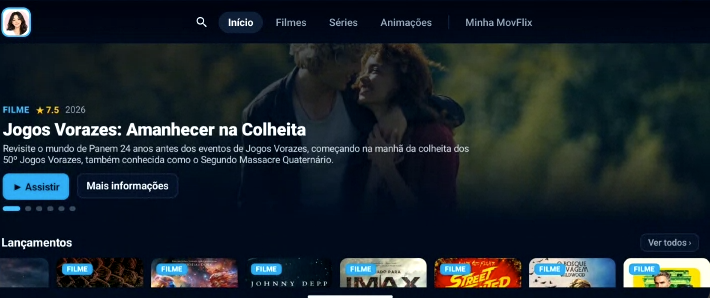 Início
Filmes
Séries
Animações
Minha MovFlix
FILME ★ 7.5 2026
Jogos Vorazes: Amanhecer na Colheita
Revisite o mundo de Panem 24 anos antes dos eventos de Jogos Vorazes, começando na manhã da colheita dos
50º Jogos Vorazes, também conhecida como o Segundo Massacre Quaternário.
► Assistir
Mais informações
Lançamentos
Ver todos ›
FILME
FILME
FILME
JOHNNY DEPP
FILME
IMAX
FILME
STREET
FILME
BOSQUE
FILME